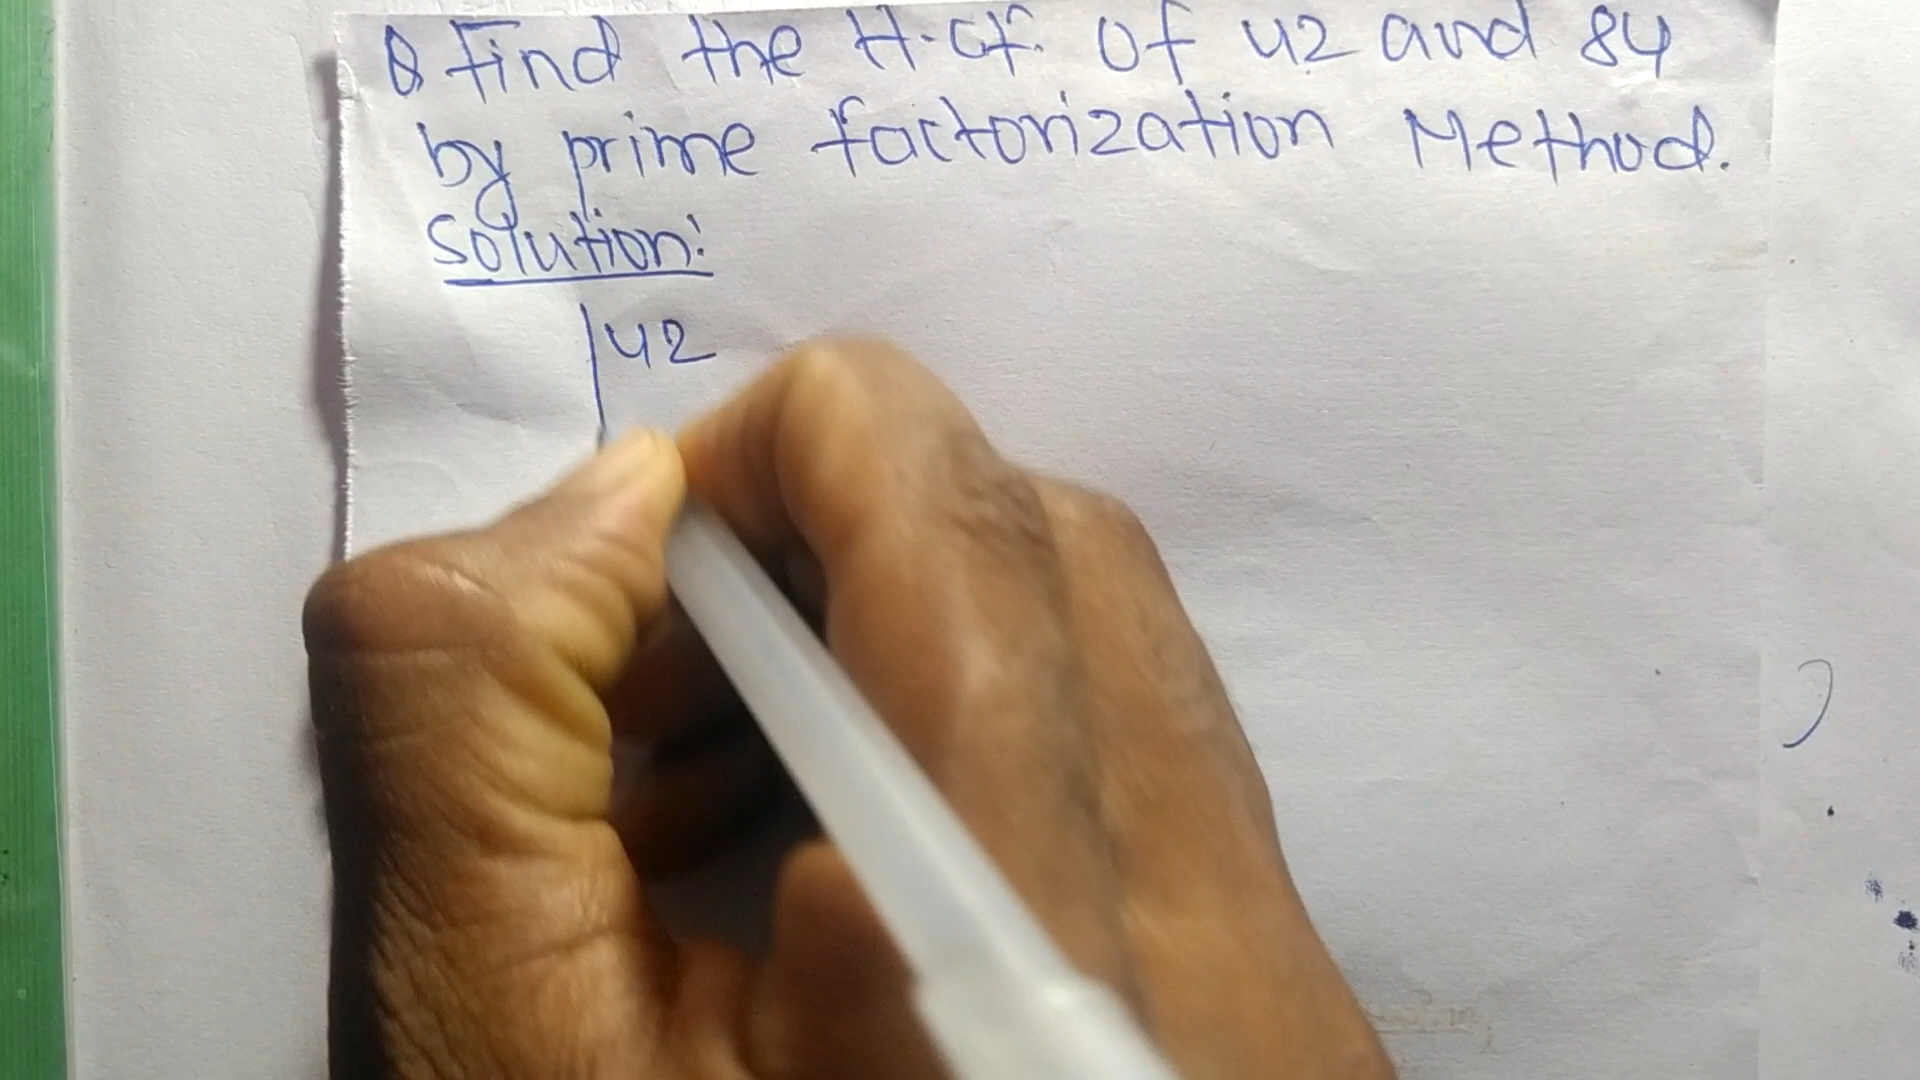 Q Find the H.C.F. of 42 and 84
by prime factorization Method.
Solution:
42